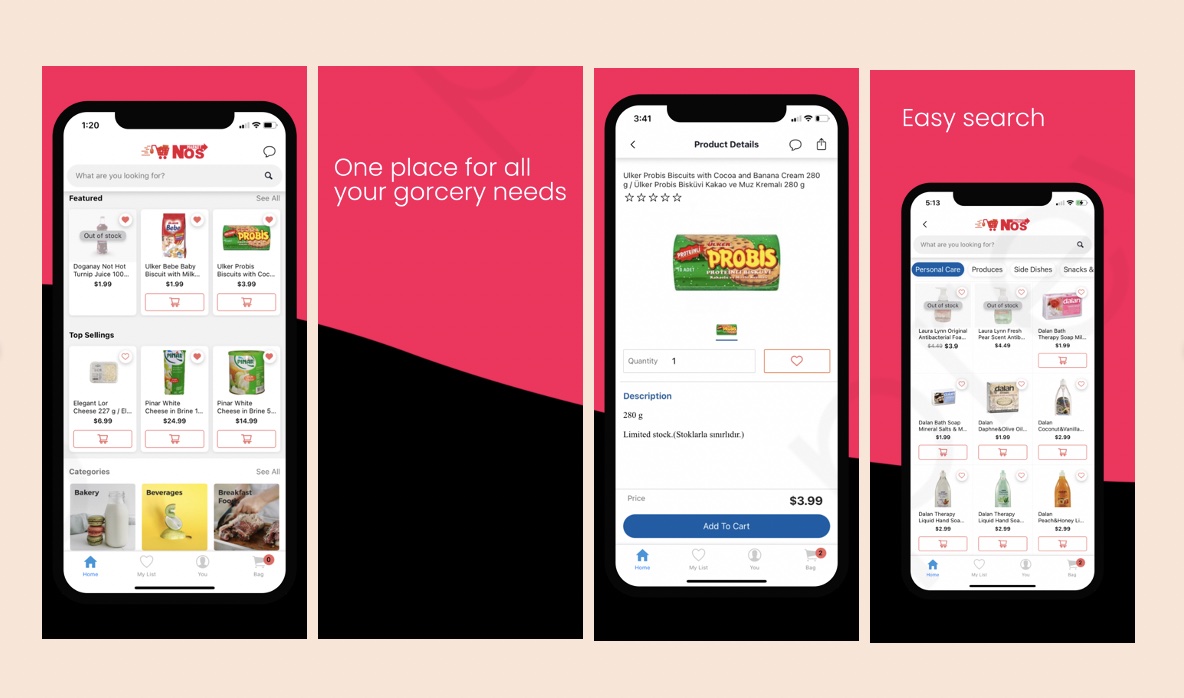 1:20
Nos
What are you looking for?
Featured
See All
Out of stock
Doganay Not Hot
Turnip Juice 100...
$1.99
Bebe
Ulker Bebe Baby
Biscuit with Milk...
$1.99
PROBIS
Ulker Probis
Biscuits with Coc...
$3.99
Top Sellings
Elegant Lor
Cheese 227 g / El...
$6.99
PINAR
Pinar White
Cheese in Brine 1...
$24.99
PINAR
Pinar White
Cheese in Brine 5...
$14.99
Categories
See All
Bakery
Beverages
Breakfast
Food
Home
My List
You
Bag
0
One place for all
your gorcery needs
3:41
Product Details
Ulker Probis Biscuits with Cocoa and Banana Cream 280
g / Ülker Probis Bisküvi Kakao ve Muz Kremalı 280 g
ÜLKER
PROBİS
PROTEİNLİ BİSKÜVİ
Quantity 1
Description
280 g
Limited stock.(Stoklarla sınırlıdır.)
Price
$3.99
Add To Cart
Home
My List
You
Bag
2
Easy search
5:13
Nos
What are you looking for?
Personal Care
Produces
Side Dishes
Snacks &
Out of stock
Laura Lynn Original
Antibacterial Foa...
$4.49 $3.9
Out of stock
Laura Lynn Fresh
Pear Scent Antib...
$4.49
dalan
Dalan Bath
Therapy Soap Mil...
$1.99
Dalan Bath Soap
Mineral Salts & M...
$1.99
dalan
Dalan
Daphne&Olive Oil...
$1.99
Dalan
Coconut&Vanilla...
$2.99
Dalan Therapy
Liquid Hand Soa...
$2.99
Dalan Therapy
Liquid Hand Soa...
$2.99
Dalan
Peach&Honey Li...
$2.99
Home
My List
You
Bag